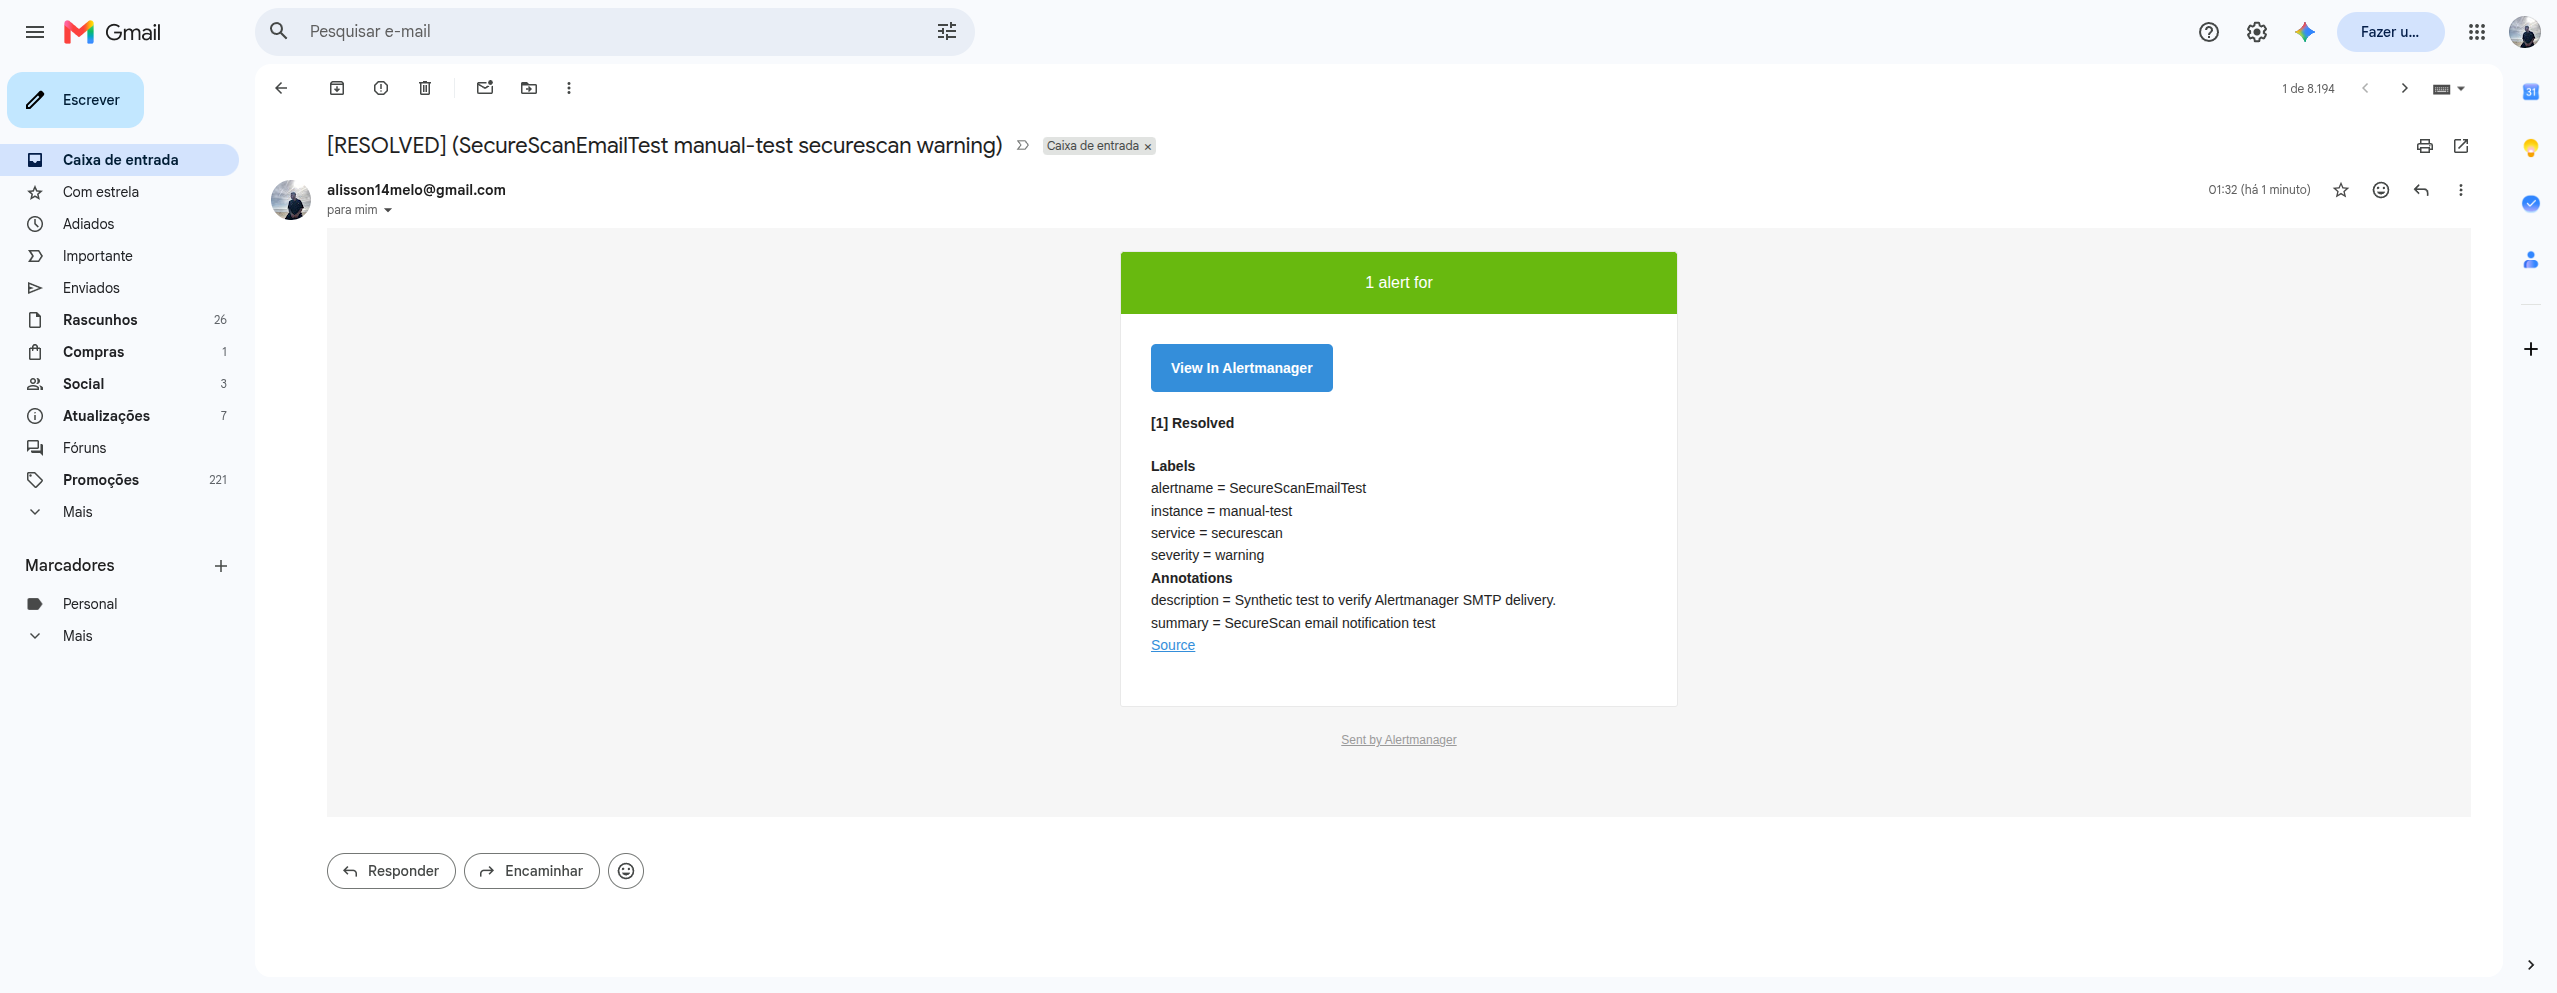 Gmail
Pesquisar e-mail
Fazer u...
Escrever
1 de 8.194
Caixa de entrada
Com estrela
Adiados
Importante
Enviados
Rascunhos 26
Compras 1
Social 3
Atualizações 7
Fóruns
Promoções 221
Mais
Marcadores
Personal
Mais
[RESOLVED] (SecureScanEmailTest manual-test securescan warning) Caixa de entrada ×
alisson14melo@gmail.com
01:32 (há 1 minuto)
para mim
1 alert for
View In Alertmanager
[1] Resolved
Labels
alertname = SecureScanEmailTest
instance = manual-test
service = securescan
severity = warning
Annotations
description = Synthetic test to verify Alertmanager SMTP delivery.
summary = SecureScan email notification test
Source
Sent by Alertmanager
Responder
Encaminhar
31